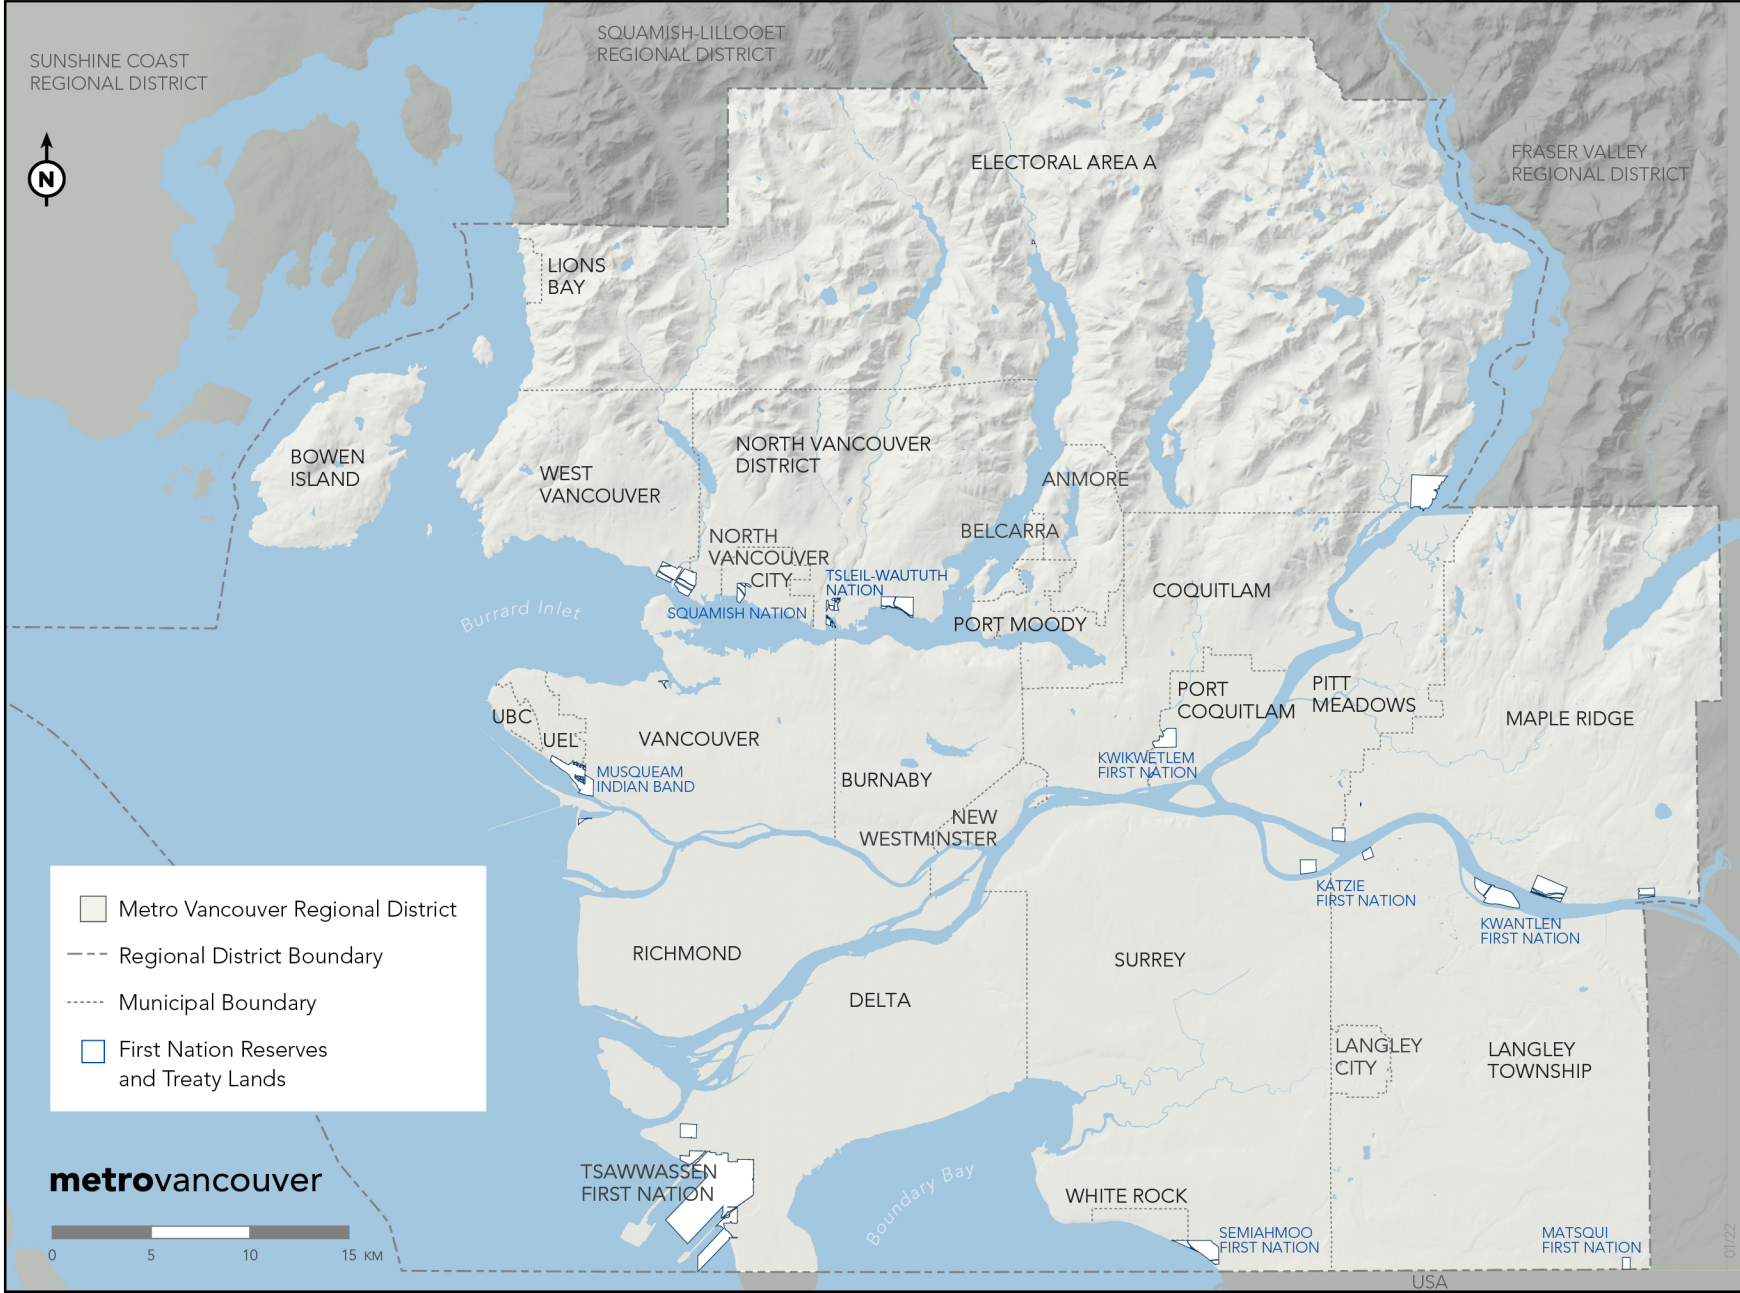 SUNSHINE COAST
REGIONAL DISTRICT
SQUAMISH-LILLOOET
REGIONAL DISTRICT
ELECTORAL AREA A
FRASER VALLEY
REGIONAL DISTRICT
N
LIONS
BAY
BOWEN
ISLAND
WEST
VANCOUVER
NORTH VANCOUVER
DISTRICT
ANMORE
BELCARRA
NORTH
VANCOUVER
CITY
TSLEIL-WAUTUTH
NATION
SQUAMISH NATION
Burrard Inlet
PORT MOODY
COQUITLAM
PORT
COQUITLAM
PITT
MEADOWS
MAPLE RIDGE
UBC
UEL
VANCOUVER
MUSQUEAM
INDIAN BAND
BURNABY
KWIKWETLEM
FIRST NATION
NEW
WESTMINSTER
KATZIE
FIRST NATION
KWANTLEN
FIRST NATION
RICHMOND
DELTA
SURREY
LANGLEY
CITY
LANGLEY
TOWNSHIP
TSAWWASSEN
FIRST NATION
Boundary Bay
WHITE ROCK
SEMIAHMOO
FIRST NATION
MATSQUI
FIRST NATION
USA
01/22
Metro Vancouver Regional District
Regional District Boundary
Municipal Boundary
First Nation Reserves
and Treaty Lands
metrovancouver
0 5 10 15 KM